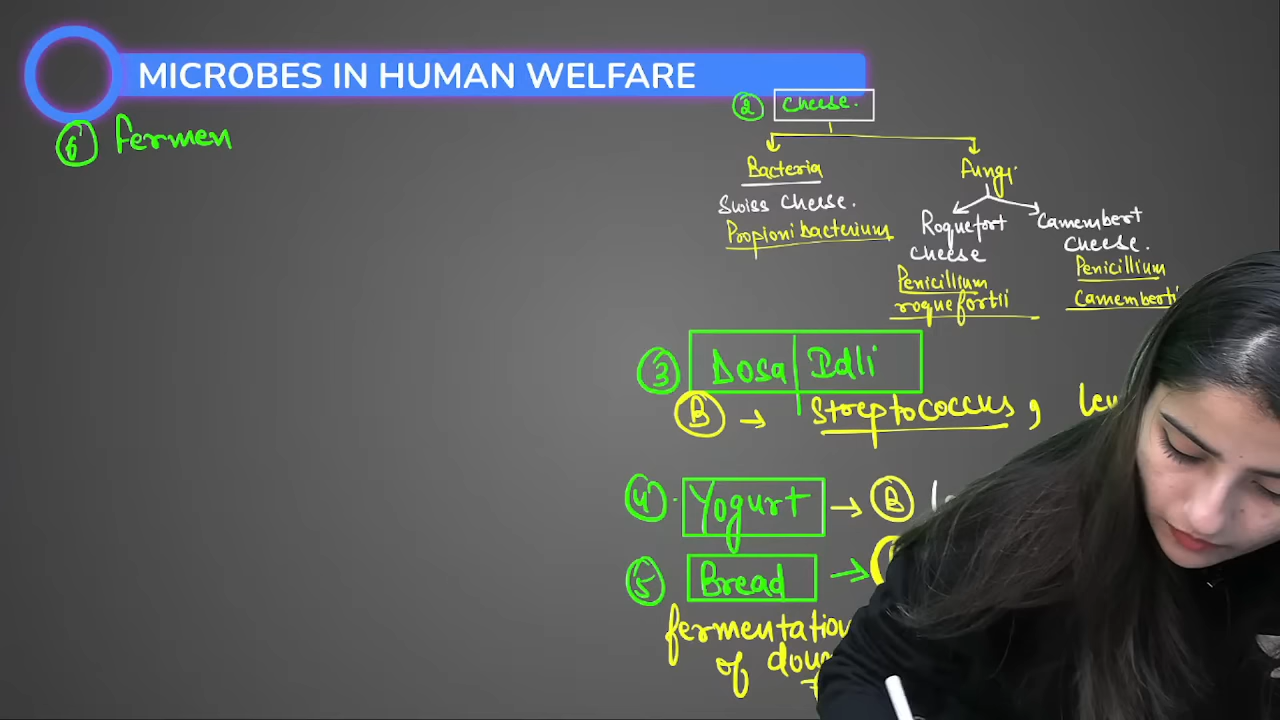 MICROBES IN HUMAN WELFARE
6 fermen
2 Cheese.
Bacteria
Swiss Cheese.
Propionibacterium
Fungi
Roquefort
Cheese
Penicillium
roquefortii
Camembert
Cheese.
Penicillium
Camemberti
3 Dosa Idli
B → Streptococcus,
4 Yogurt → B
5 Bread →
fermentation
of